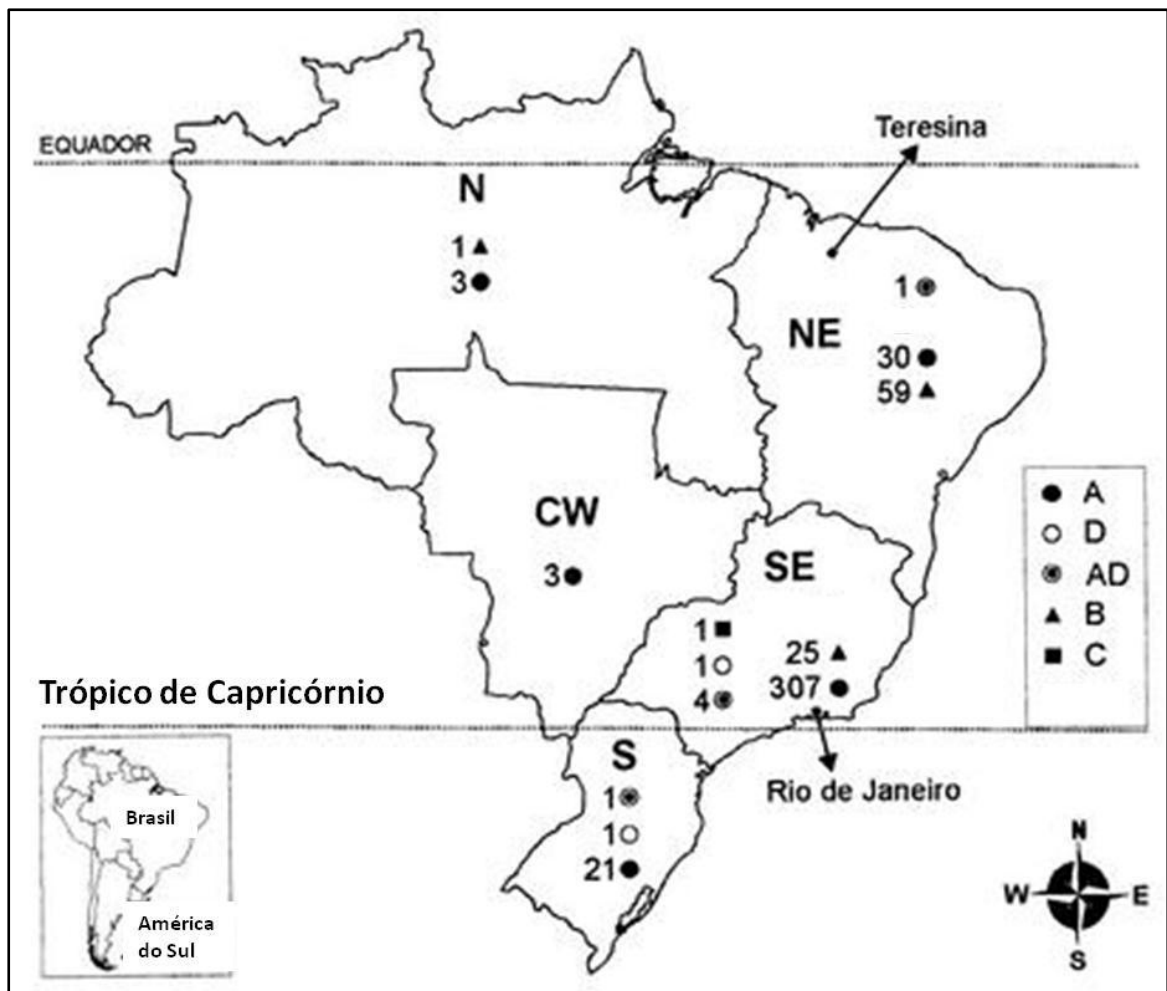 EQUADOR
Teresina
N
1
3
1
NE
30
59
A
D
AD
B
C
CW
3
SE
1
25
1
307
4
Trópico de Capricórnio
S
1
Rio de Janeiro
1
21
Brasil
América
do Sul
N
W
E
S